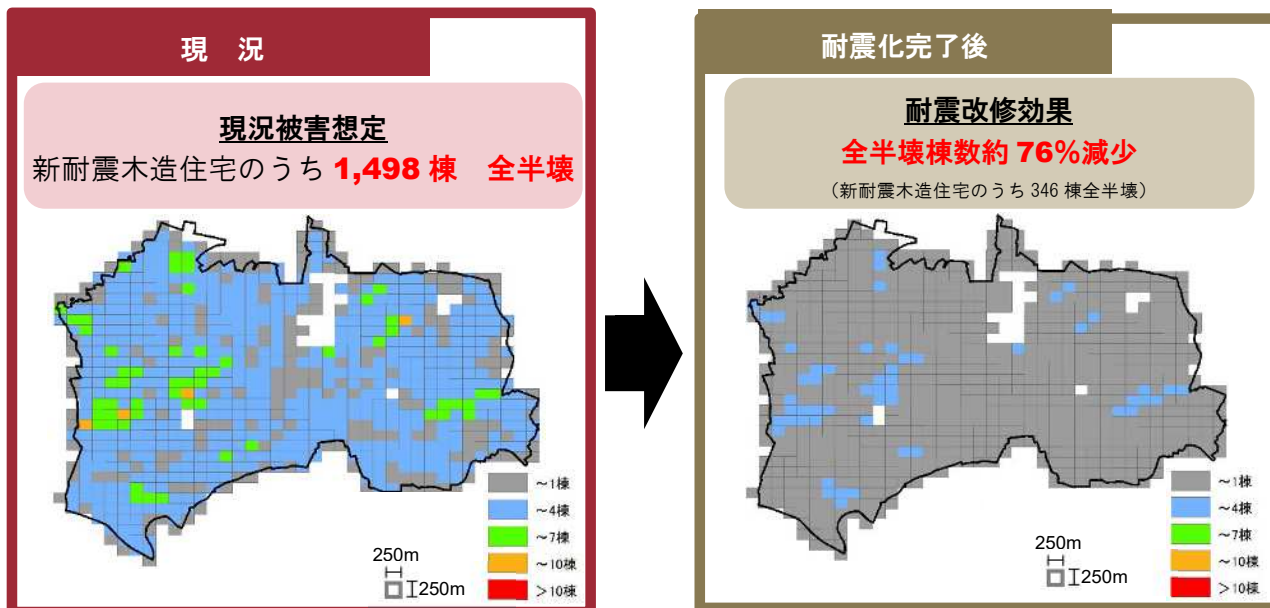 現　況
現況被害想定
新耐震木造住宅のうち 1,498 棟　全半壊
～1棟
～4棟
～7棟
～10棟
＞10棟
250m
250m
耐震化完了後
耐震改修効果
全半壊棟数約 76%減少
（新耐震木造住宅のうち 346 棟全半壊）
～1棟
～4棟
～7棟
～10棟
＞10棟
250m
250m